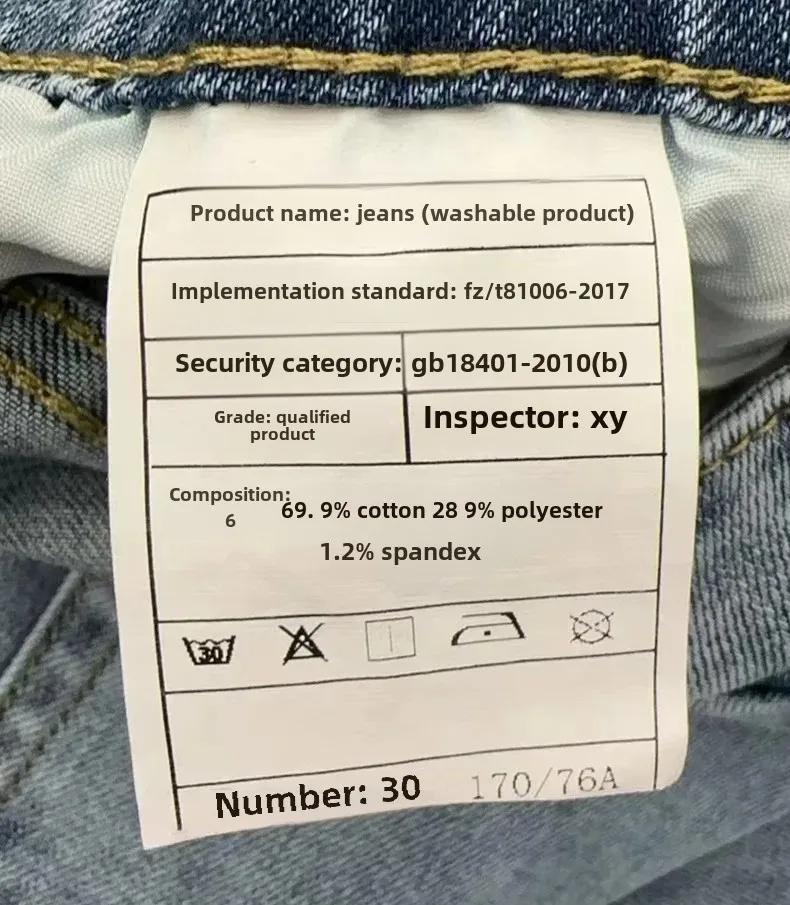 Product name: jeans (washable product)
Implementation standard: fz/t81006-2017
Security category: gb18401-2010(b)
Grade: qualified
product
Inspector: xy
Composition:
6
69. 9% cotton 28 9% polyester
1.2% spandex
30
Number: 30 170/76A